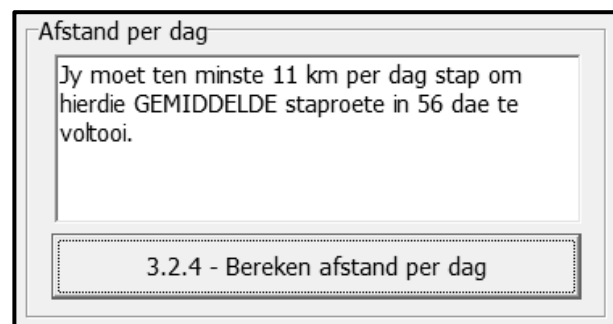 Afstand per dag
Jy moet ten minste 11 km per dag stap om
hierdie GEMIDDELDE staproete in 56 dae te
voltooi.
3.2.4 - Bereken afstand per dag